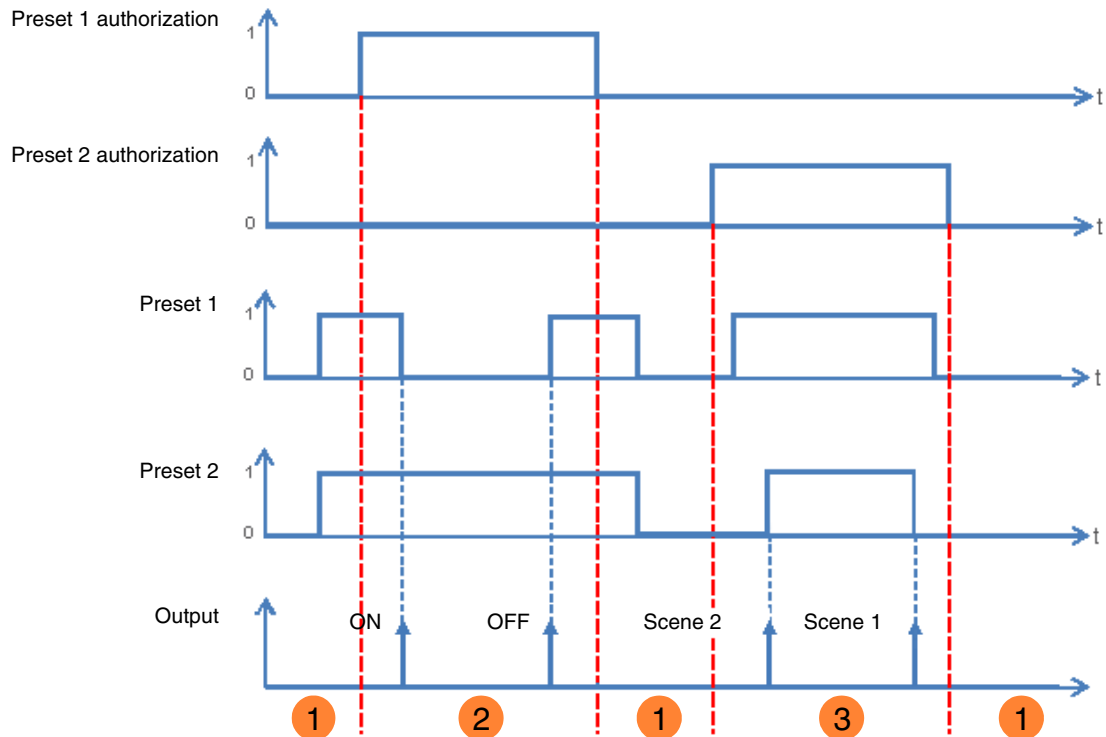 Preset 1 authorization
1
0
t
Preset 2 authorization
1
0
t
Preset 1
1
0
t
Preset 2
1
0
t
Output
ON OFF Scene 2 Scene 1
1 2 1 3 1